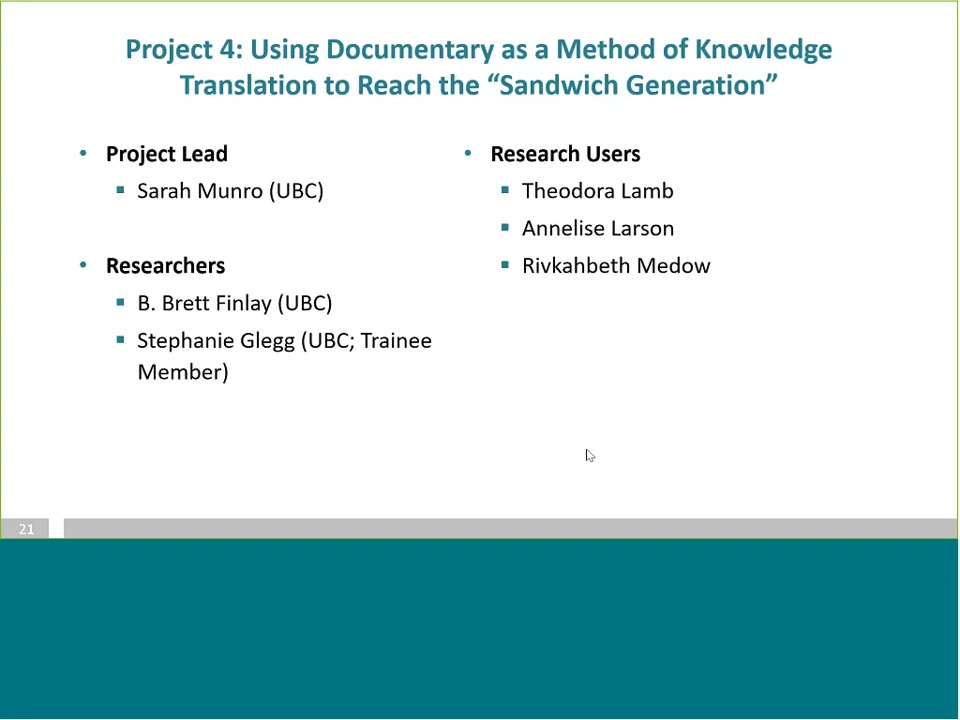 Project 4: Using Documentary as a Method of Knowledge
Translation to Reach the “Sandwich Generation”
• Project Lead
▪ Sarah Munro (UBC)
• Researchers
▪ B. Brett Finlay (UBC)
▪ Stephanie Glegg (UBC; Trainee
Member)
• Research Users
▪ Theodora Lamb
▪ Annelise Larson
▪ Rivkahbeth Medow
21